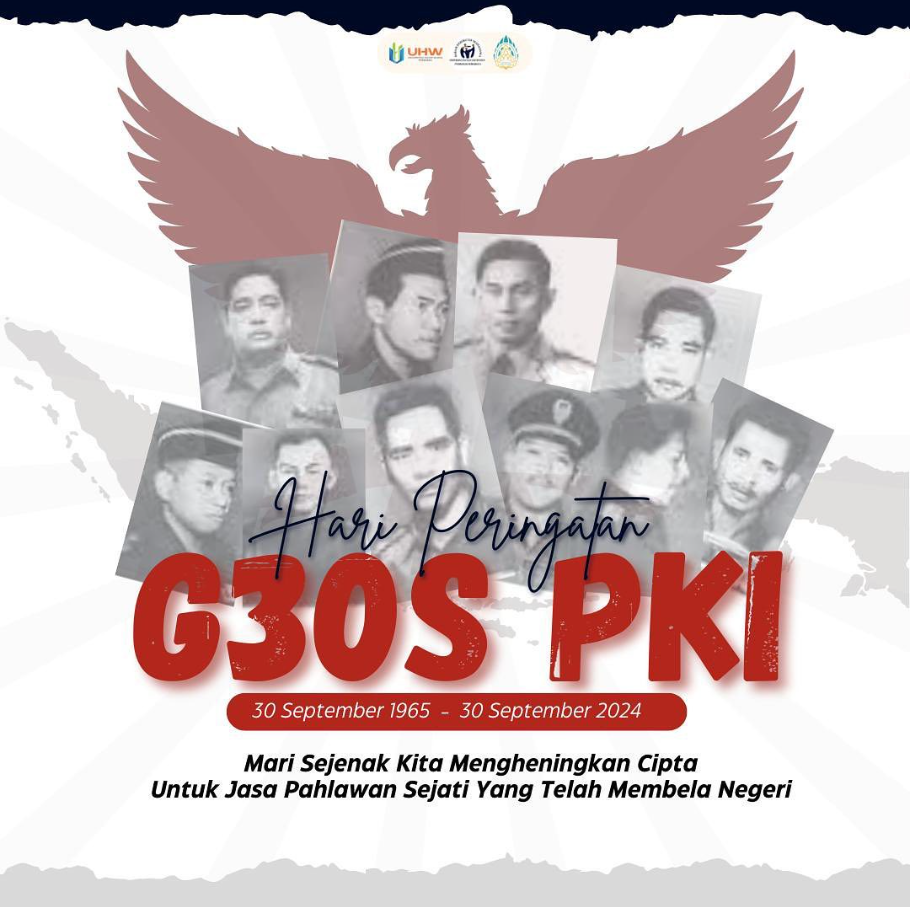 UHW
Hari Peringatan
G30S PKI
30 September 1965 - 30 September 2024
Mari Sejenak Kita Mengheningkan Cipta
Untuk Jasa Pahlawan Sejati Yang Telah Membela Negeri